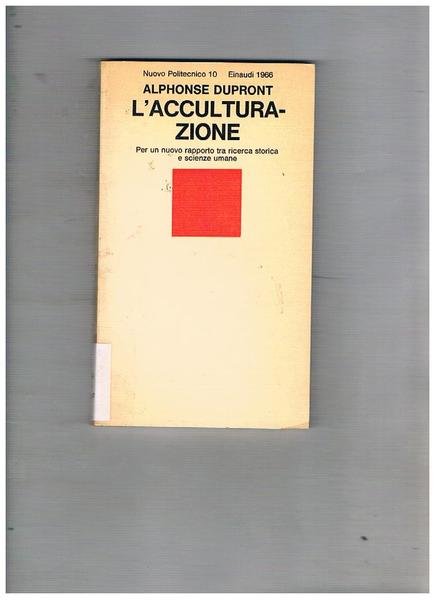 Nuovo Politecnico 10 Einaudi 1966
ALPHONSE DUPRONT
L'ACCULTURA-
ZIONE
Per un nuovo rapporto tra ricerca storica
e scienze umane